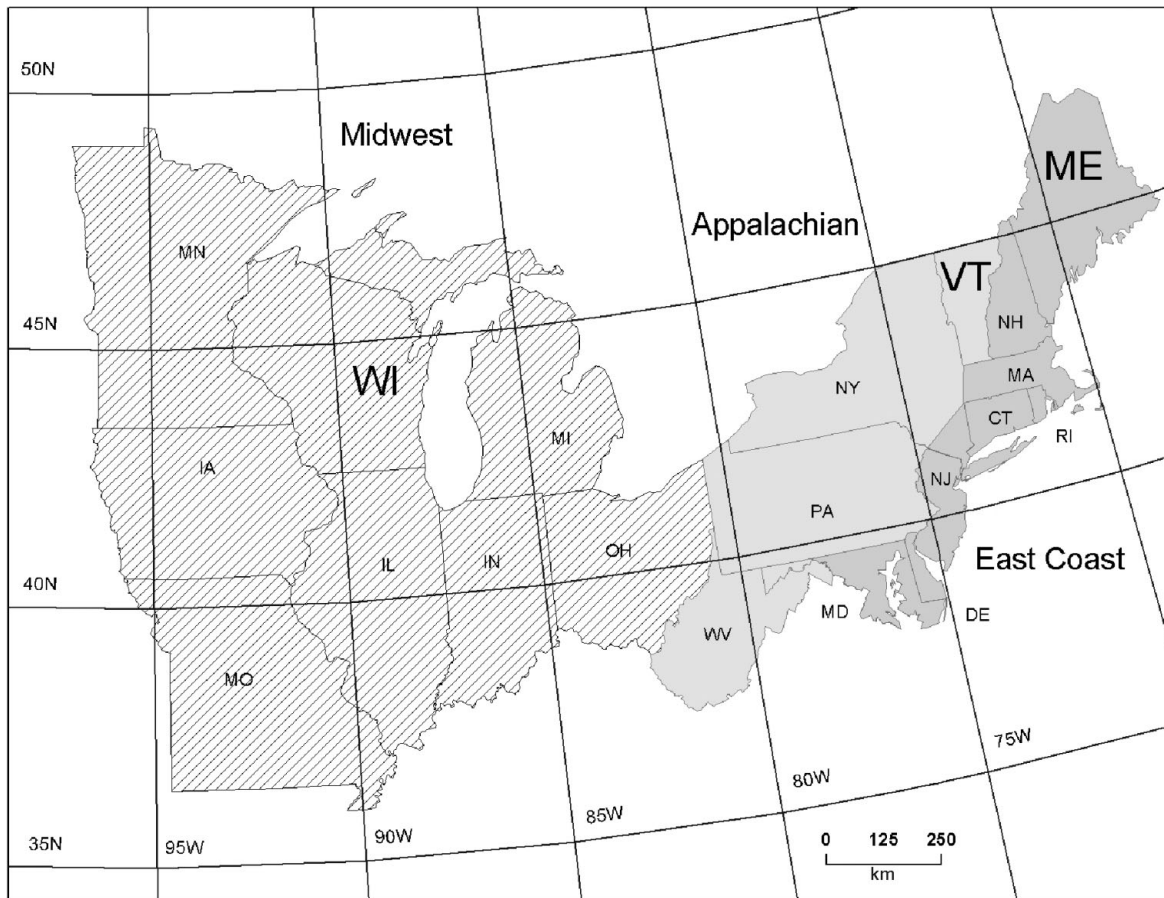 50N
Midwest
ME
Appalachian
MN
VT
45N
NH
WI
NY
MA
MI
CT
RI
IA
NJ
PA
OH
IL
IN
East Coast
40N
MD
DE
WV
MO
75W
80W
85W
90W
35N
95W
0 125 250
km